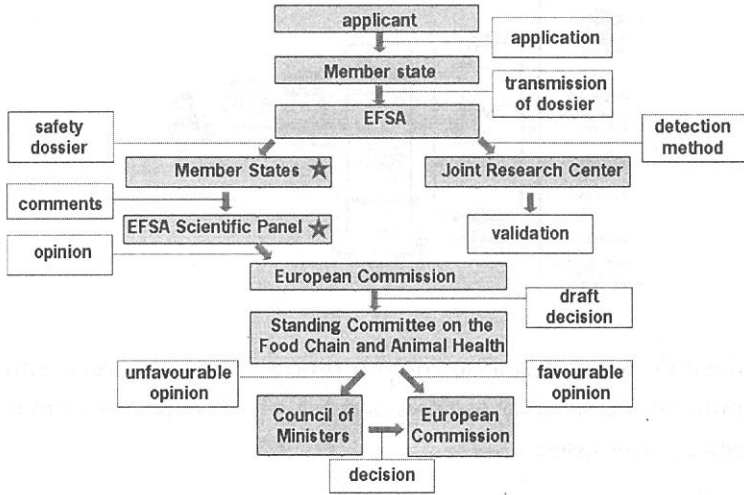 applicant
application
Member state
transmission
of dossier
EFSA
safety
dossier
detection
method
Member States
Joint Research Center
comments
EFSA Scientific Panel
validation
opinion
European Commission
draft
decision
Standing Committee on the
Food Chain and Animal Health
unfavourable
opinion
favourable
opinion
Council of
Ministers
European
Commission
decision